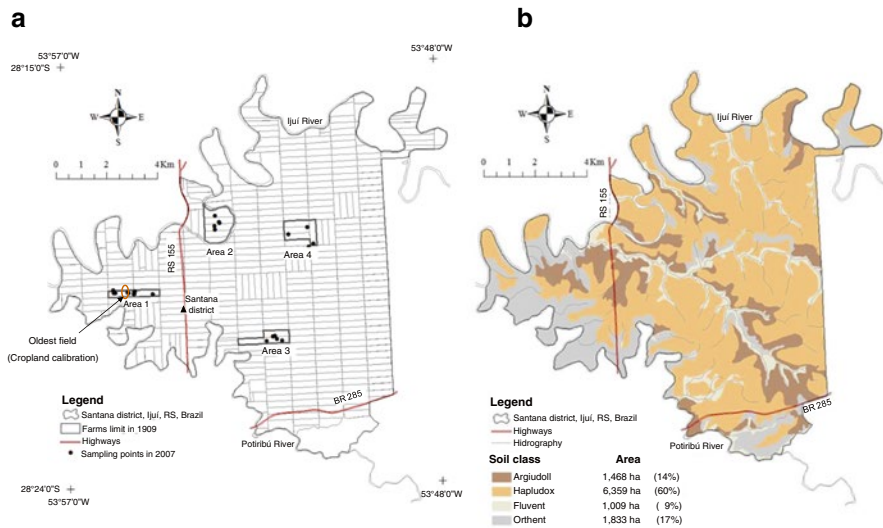 a
53°57'0"W
28°15'0"S
53°48'0"W
N
W
E
S
0 1 2 4Km
Ijuí River
RS 155
Area 2
Area 4
Area 1
Santana
district
Oldest field
(Cropland calibration)
Area 3
BR 285
Potiribú River
Legend
Santana district, Ijuí, RS, Brazil
Farms limit in 1909
Highways
Sampling points in 2007
28°24'0"S
53°57'0"W
53°48'0"W
b
N
W
E
S
0 1 2 4 Km
Ijuí River
RS 155
BR 285
Potiribú River
Legend
Santana district, Ijuí, RS, Brazil
Highways
Hidrography
Soil class Area
Argiudoll 1,468 ha (14%)
Hapludox 6,359 ha (60%)
Fluvent 1,009 ha ( 9%)
Orthent 1,833 ha (17%)